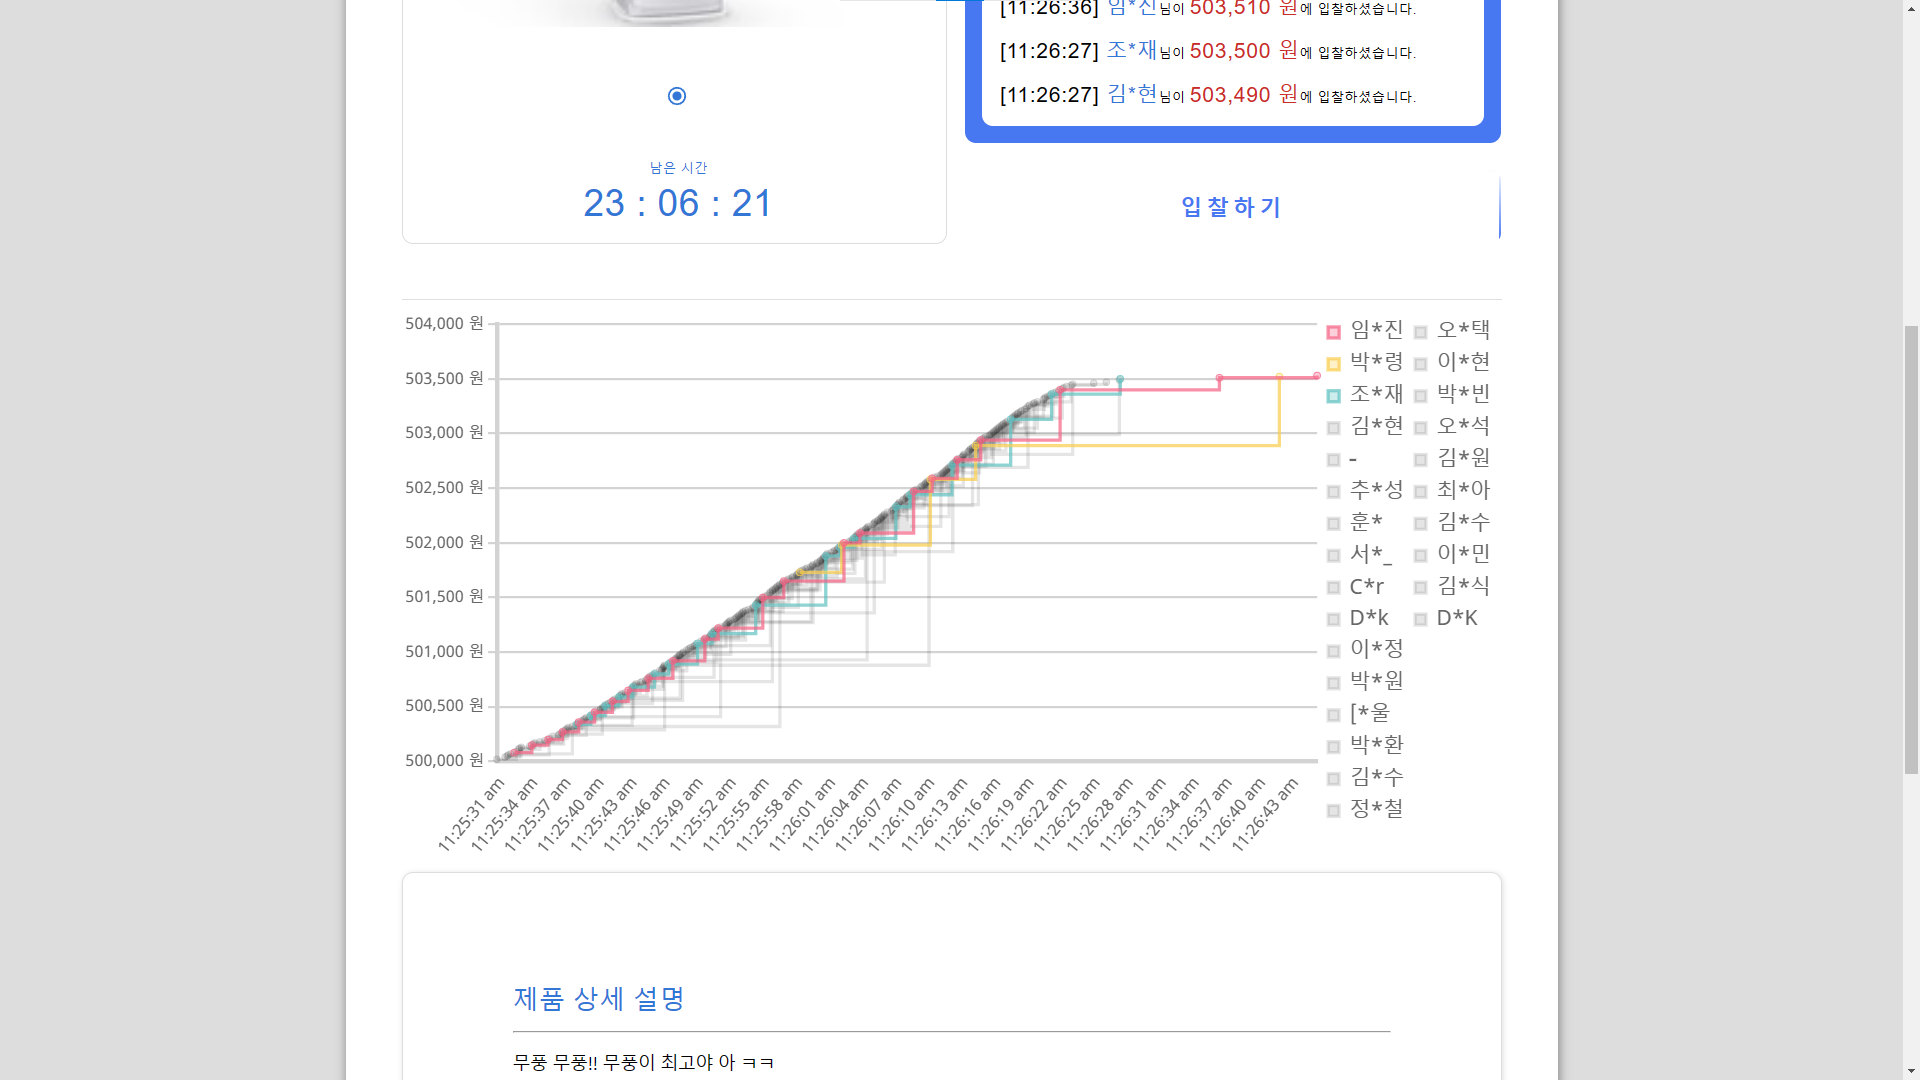 [11:26:36] 임*진님이 503,510 원에 입찰하셨습니다.
[11:26:27] 조*재님이 503,500 원에 입찰하셨습니다.
[11:26:27] 김*현님이 503,490 원에 입찰하셨습니다.
남은 시간
23 : 06 : 21
입찰하기
504,000 원
503,500 원
503,000 원
502,500 원
502,000 원
501,500 원
501,000 원
500,500 원
500,000 원
11:25:31 am
11:25:34 am
11:25:37 am
11:25:40 am
11:25:43 am
11:25:46 am
11:25:49 am
11:25:52 am
11:25:55 am
11:25:58 am
11:26:01 am
11:26:04 am
11:26:07 am
11:26:10 am
11:26:13 am
11:26:16 am
11:26:19 am
11:26:22 am
11:26:25 am
11:26:28 am
11:26:31 am
11:26:34 am
11:26:37 am
11:26:40 am
11:26:43 am
임*진
박*령
조*재
김*현
-
추*성
훈*
서*_
C*r
D*k
이*정
박*원
[*울
박*환
김*수
정*철
오*택
이*현
박*빈
오*석
김*원
최*아
김*수
이*민
김*식
D*K
제품 상세 설명
무풍 무풍!! 무풍이 최고야 아 ㅋㅋ